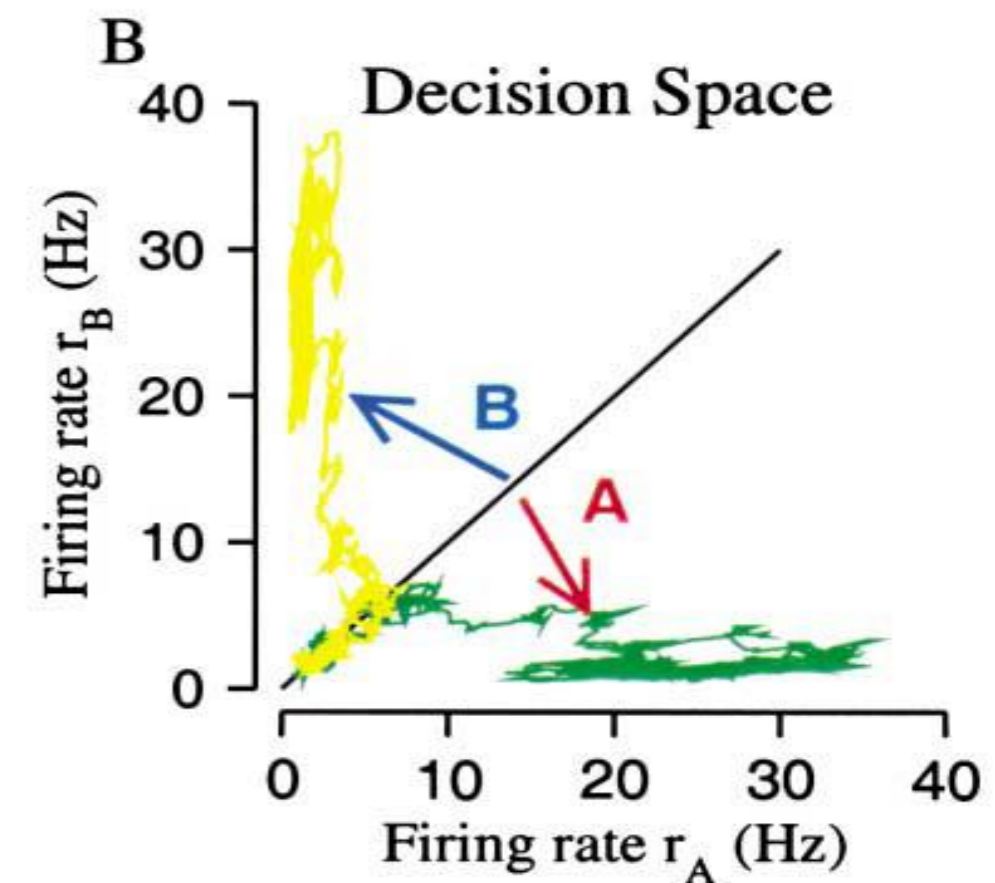 B
Decision Space
Firing rate r_B (Hz)
40
30
20
10
0
B
A
0 10 20 30 40
Firing rate r_A (Hz)